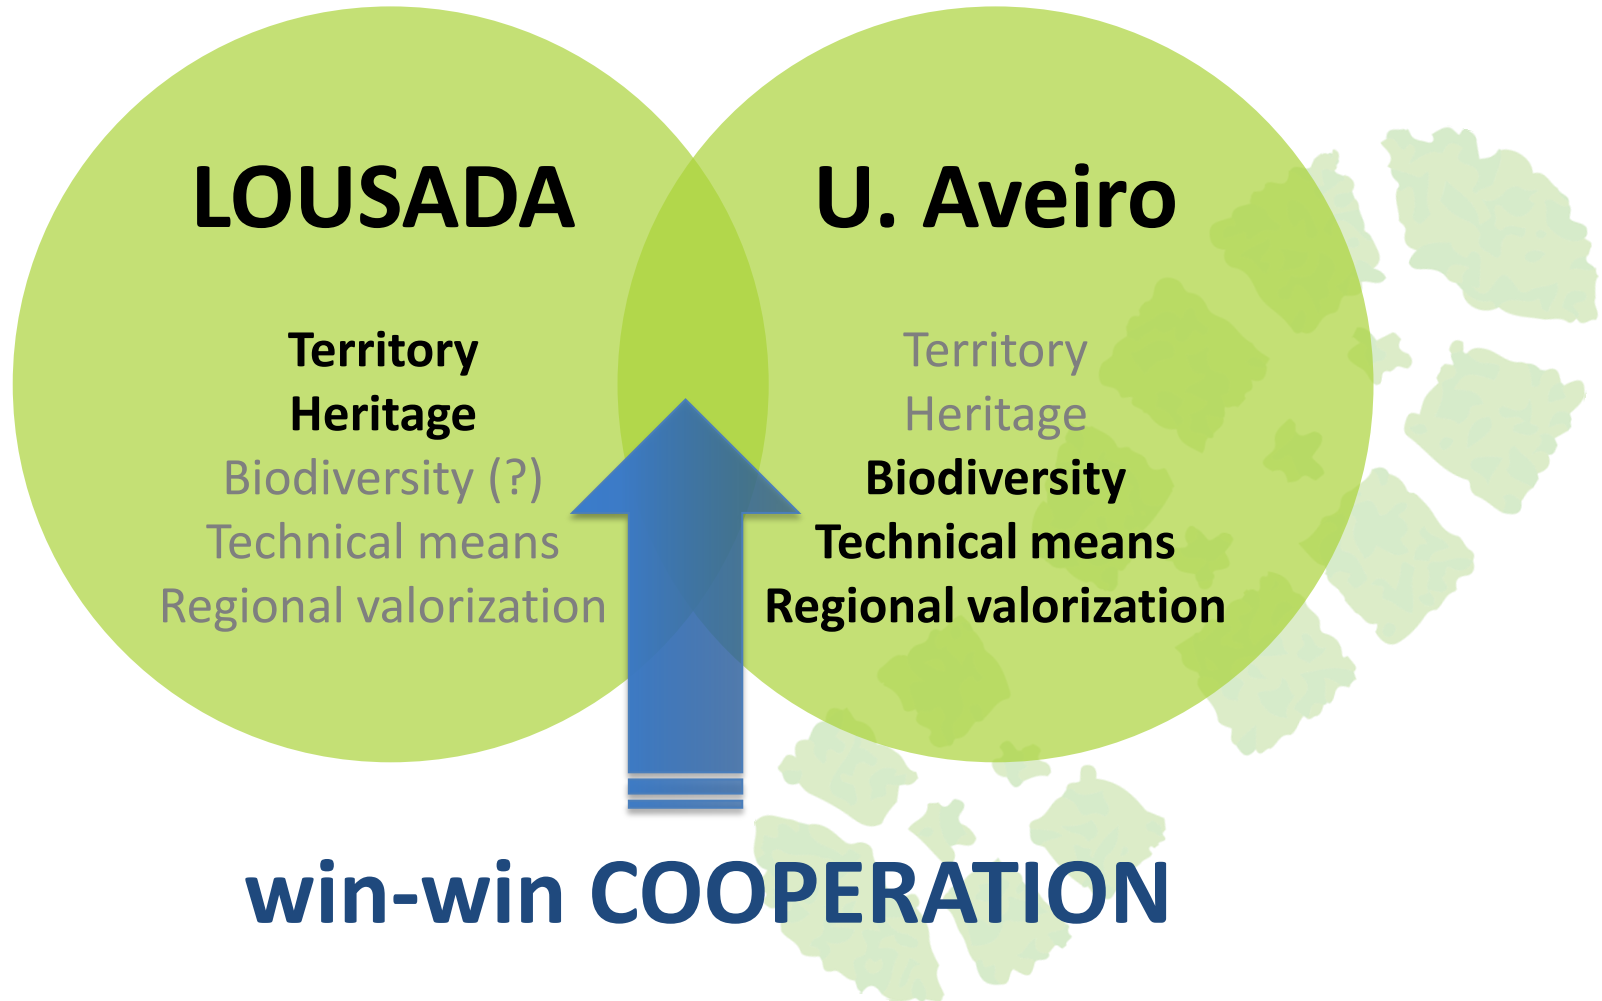 LOUSADA
Territory
Heritage
Biodiversity (?)
Technical means
Regional valorization
U. Aveiro
Territory
Heritage
Biodiversity
Technical means
Regional valorization
win-win COOPERATION